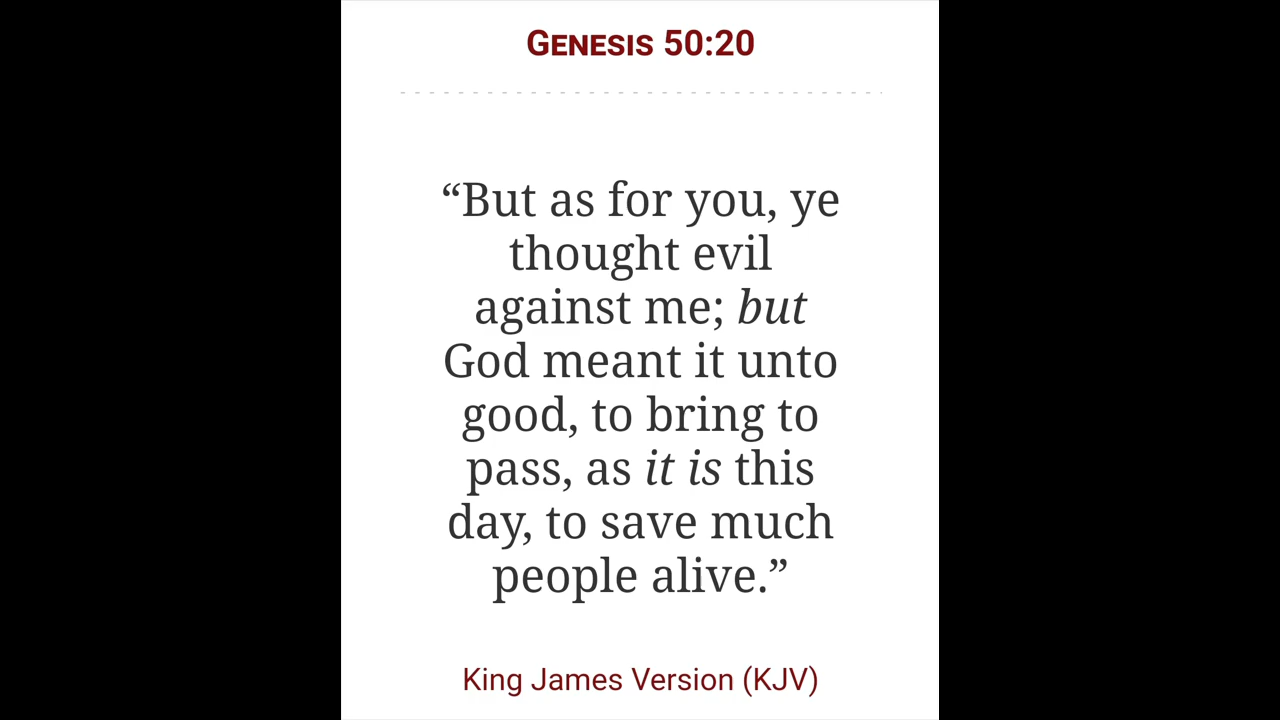 Genesis 50:20
“But as for you, ye
thought evil
against me; but
God meant it unto
good, to bring to
pass, as it is this
day, to save much
people alive.”
King James Version (KJV)